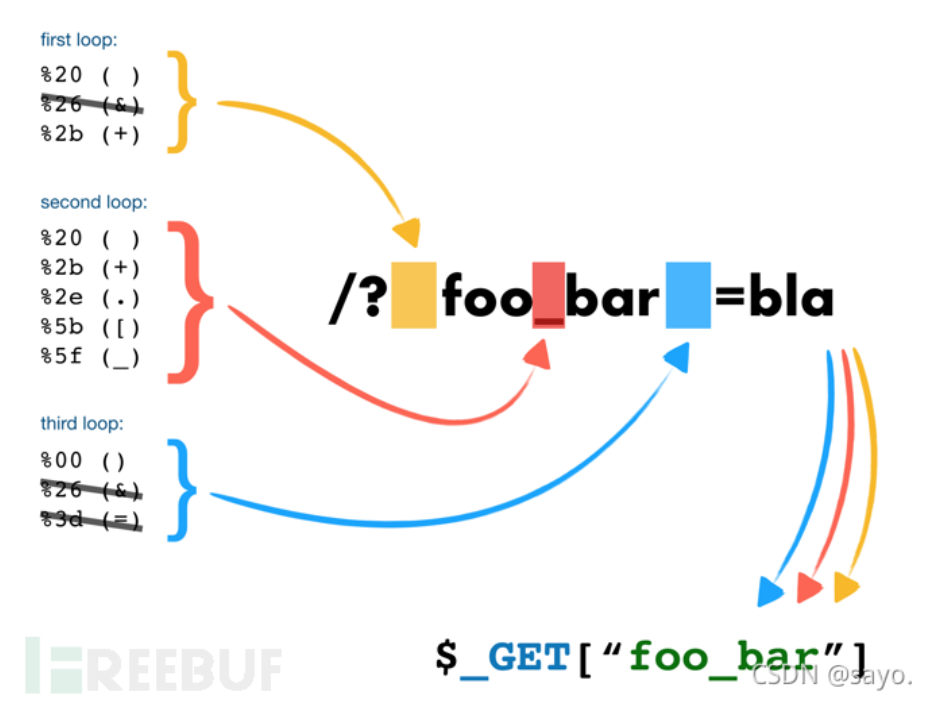 first loop:
%20 ( )
%26 (&)
%2b (+)
second loop:
%20 ( )
%2b (+)
%2e (.)
%5b ([)
%5f (_)
third loop:
%00 ()
%26 (&)
%3d (=)
/? foo_bar =bla
$_GET["foo_bar"]
FREEBUF
CSDN @sayo.